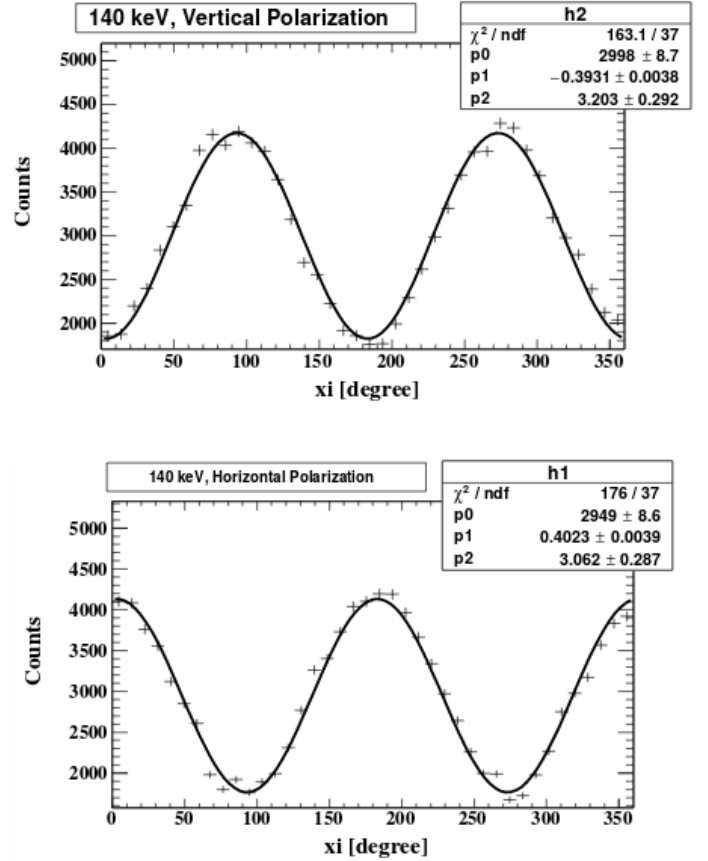 140 keV, Vertical Polarization
h2
χ² / ndf 163.1 / 37
p0 2998 ± 8.7
p1 −0.3931 ± 0.0038
p2 3.203 ± 0.292
5000
4500
4000
3500
3000
2500
2000
Counts
0 50 100 150 200 250 300 350
xi [degree]
140 keV, Horizontal Polarization
h1
χ² / ndf 176 / 37
p0 2949 ± 8.6
p1 0.4023 ± 0.0039
p2 3.062 ± 0.287
5000
4500
4000
3500
3000
2500
2000
Counts
0 50 100 150 200 250 300 350
xi [degree]